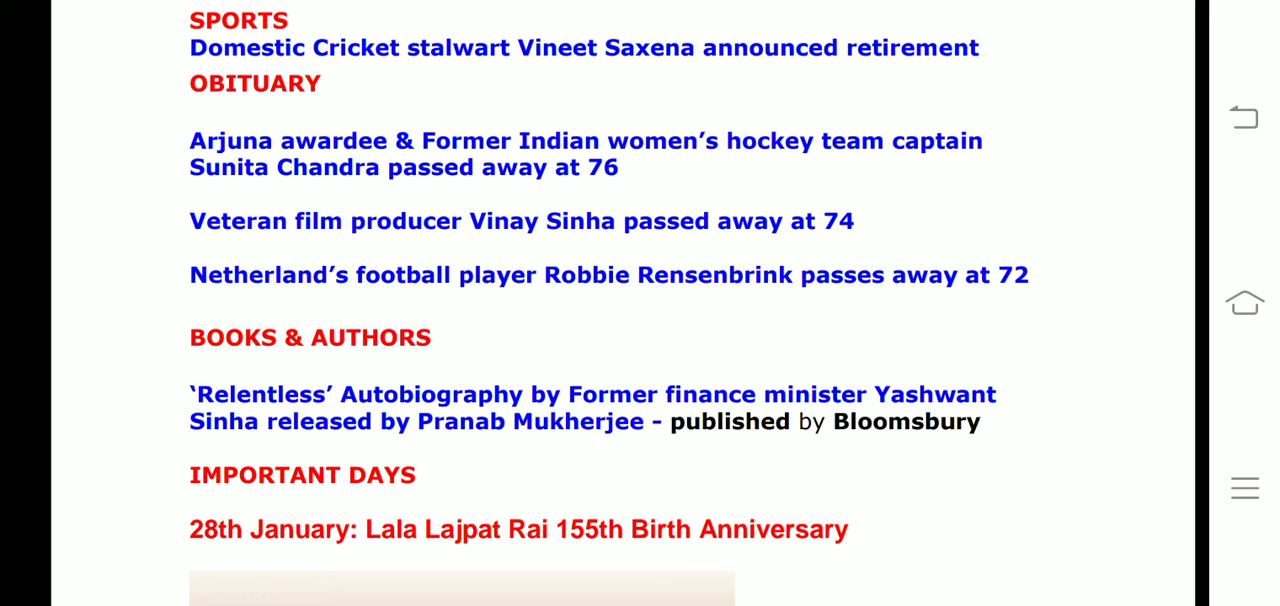 SPORTS
Domestic Cricket stalwart Vineet Saxena announced retirement
OBITUARY
Arjuna awardee & Former Indian women’s hockey team captain
Sunita Chandra passed away at 76
Veteran film producer Vinay Sinha passed away at 74
Netherland’s football player Robbie Rensenbrink passes away at 72
BOOKS & AUTHORS
‘Relentless’ Autobiography by Former finance minister Yashwant
Sinha released by Pranab Mukherjee - published by Bloomsbury
IMPORTANT DAYS
28th January: Lala Lajpat Rai 155th Birth Anniversary